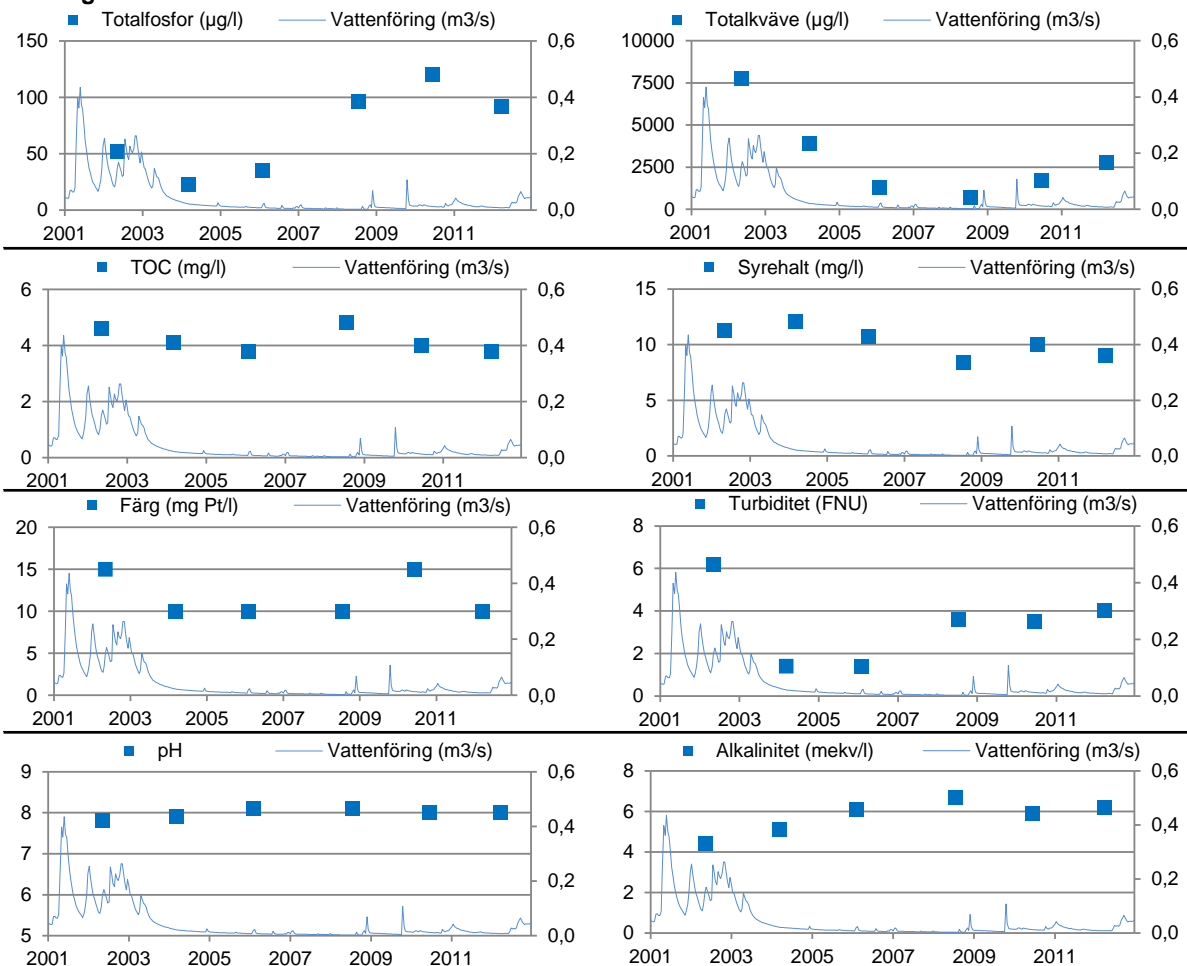 Totalfosfor (µg/l) Vattenföring (m3/s)
150 0,6
100 0,4
50 0,2
0 0,0
2001 2003 2005 2007 2009 2011
Totalkväve (µg/l) Vattenföring (m3/s)
10000 0,6
7500
0,4
5000
2500 0,2
0 0,0
2001 2003 2005 2007 2009 2011
TOC (mg/l) Vattenföring (m3/s)
6 0,6
4 0,4
2 0,2
0 0,0
2001 2003 2005 2007 2009 2011
Syrehalt (mg/l) Vattenföring (m3/s)
15 0,6
10 0,4
5 0,2
0 0,0
2001 2003 2005 2007 2009 2011
Färg (mg Pt/l) Vattenföring (m3/s)
20 0,6
15
0,4
10
5 0,2
0 0,0
2001 2003 2005 2007 2009 2011
Turbiditet (FNU) Vattenföring (m3/s)
8 0,6
6
0,4
4
2 0,2
0 0,0
2001 2003 2005 2007 2009 2011
pH Vattenföring (m3/s)
9 0,6
8
0,4
7
6 0,2
5 0,0
2001 2003 2005 2007 2009 2011
Alkalinitet (mekv/l) Vattenföring (m3/s)
8 0,6
6
0,4
4
2 0,2
0 0,0
2001 2003 2005 2007 2009 2011